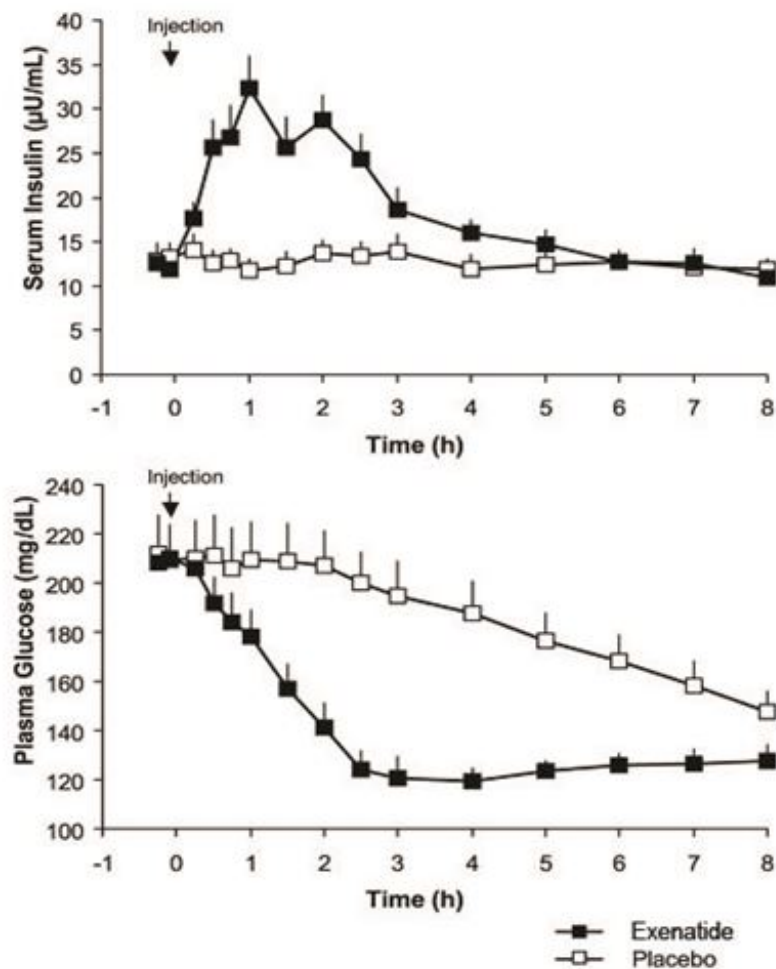 Injection
40
35
30
25
20
15
10
5
0
Serum Insulin (µU/mL)
-1 0 1 2 3 4 5 6 7 8
Time (h)
Injection
240
220
200
180
160
140
120
100
Plasma Glucose (mg/dL)
-1 0 1 2 3 4 5 6 7 8
Time (h)
Exenatide
Placebo